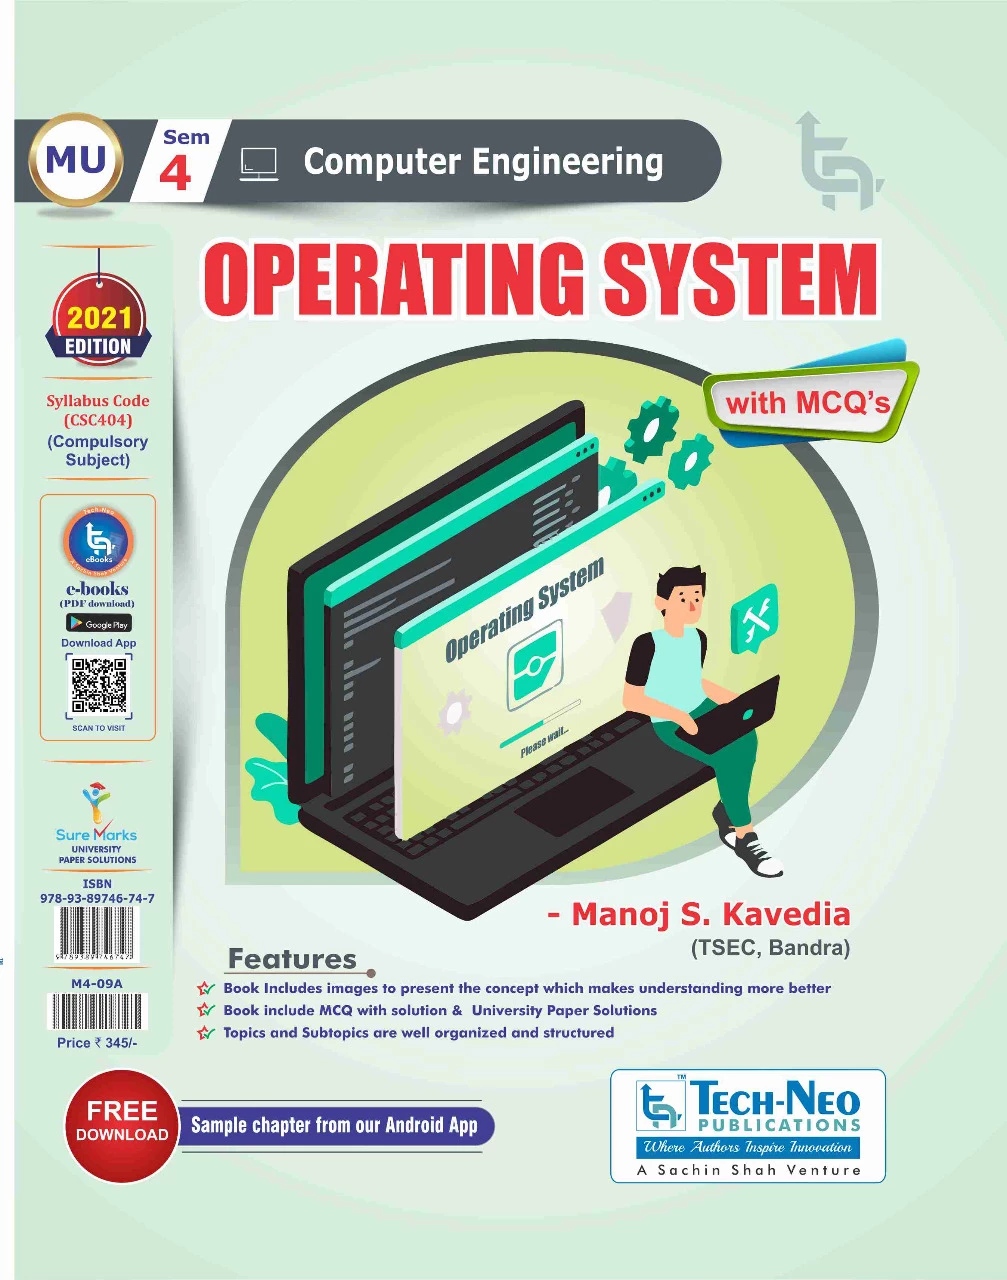 MU
Sem
4
Computer Engineering
OPERATING SYSTEM
2021
EDITION
with MCQ's
Syllabus Code
(CSC404)
(Compulsory
Subject)
Tech-Neo
eBooks
e-books
(PDF download)
Google Play
Download App
SCAN TO VISIT
Operating System
Please wait...
Sure Marks
UNIVERSITY
PAPER SOLUTIONS
ISBN
978-93-89746-74-7
9789389746747
M4-09A
Price ₹ 345/-
- Manoj S. Kavedia
(TSEC, Bandra)
Features
Book Includes images to present the concept which makes understanding more better
Book include MCQ with solution & University Paper Solutions
Topics and Subtopics are well organized and structured
FREE
DOWNLOAD
Sample chapter from our Android App
TM
TECH-NEO
PUBLICATIONS
Where Authors Inspire Innovation
A Sachin Shah Venture